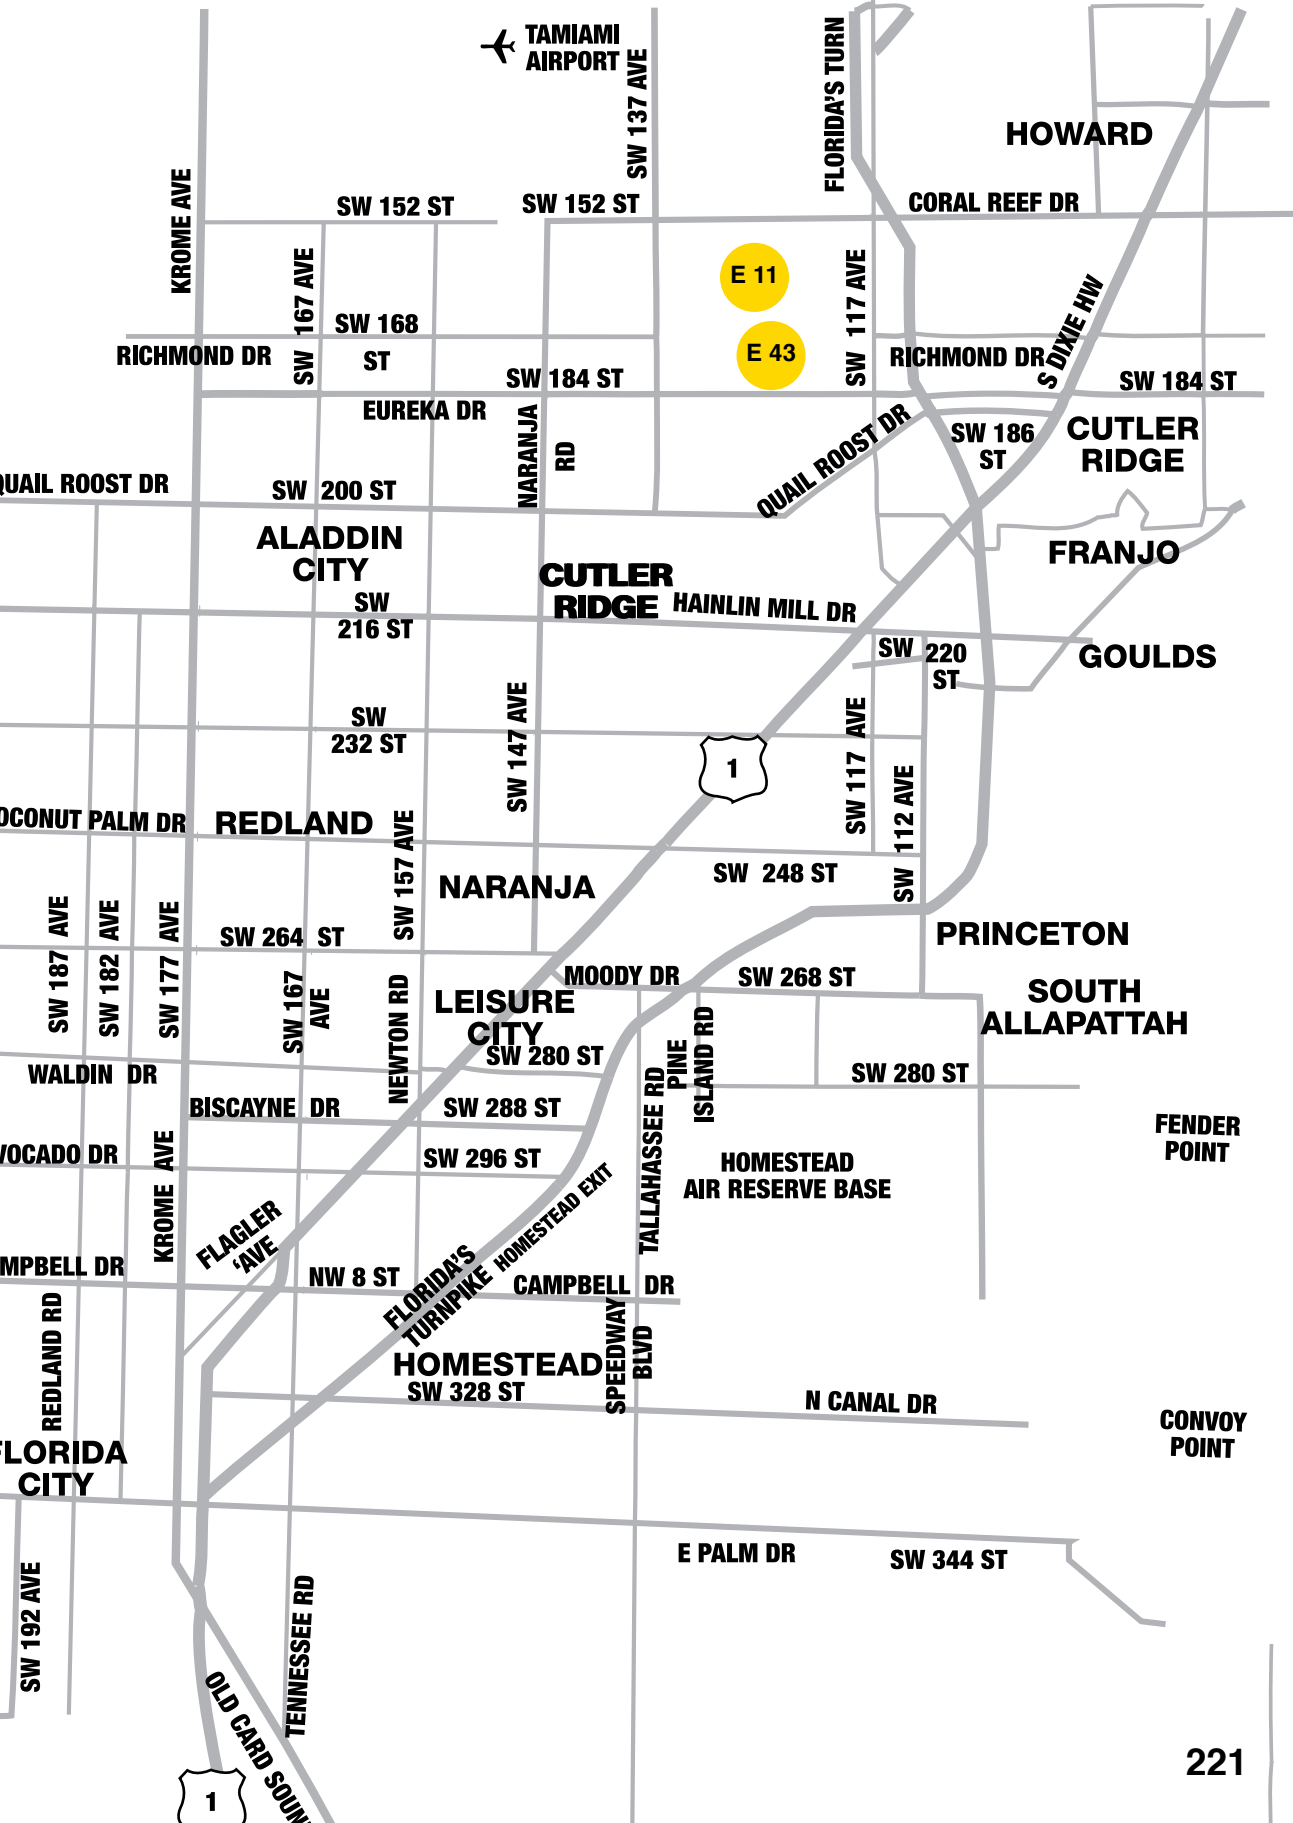 TAMIAMI
AIRPORT
SW 137 AVE
FLORIDA'S TURN
HOWARD
KROME AVE
SW 152 ST
SW 152 ST
CORAL REEF DR
E 11
SW 167 AVE
SW 117 AVE
S DIXIE HW
SW 168
ST
RICHMOND DR
E 43
RICHMOND DR
SW 184 ST
SW 184 ST
EUREKA DR
NARANJA
RD
QUAIL ROOST DR
SW 186
ST
CUTLER
RIDGE
QUAIL ROOST DR
SW 200 ST
ALADDIN
CITY
FRANJO
CUTLER
RIDGE
HAINLIN MILL DR
SW
216 ST
SW 220
ST
GOULDS
SW
232 ST
SW 147 AVE
1
SW 117 AVE
SW 112 AVE
OCONUT PALM DR
REDLAND
SW 157 AVE
NARANJA
SW 248 ST
SW 187 AVE
SW 182 AVE
SW 177 AVE
SW 264 ST
PRINCETON
SW 167
AVE
NEWTON RD
MOODY DR
SW 268 ST
LEISURE
CITY
SOUTH
ALLAPATTAH
PINE
ISLAND RD
SW 280 ST
SW 280 ST
WALDIN DR
TALLAHASSEE RD
BISCAYNE DR
SW 288 ST
FENDER
POINT
VOCADO DR
KROME AVE
SW 296 ST
HOMESTEAD
AIR RESERVE BASE
HOMESTEAD EXIT
FLAGLER
'AVE
MPBELL DR
NW 8 ST
FLORIDA'S
TURNPIKE
CAMPBELL DR
REDLAND RD
SPEEDWAY
BLVD
HOMESTEAD
SW 328 ST
N CANAL DR
CONVOY
POINT
FLORIDA
CITY
E PALM DR
SW 344 ST
SW 192 AVE
TENNESSEE RD
OLD CARD SOUN
1
221